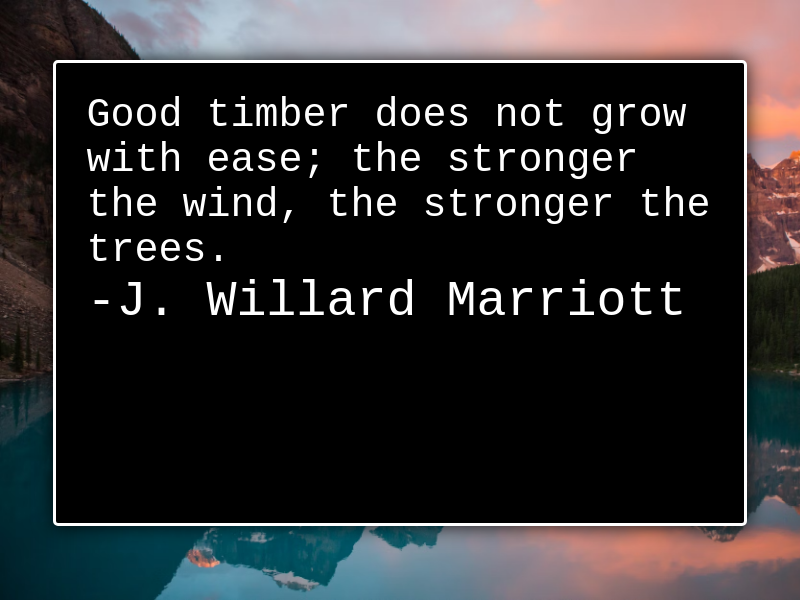 Good timber does not grow
with ease; the stronger
the wind, the stronger the
trees.
-J. Willard Marriott